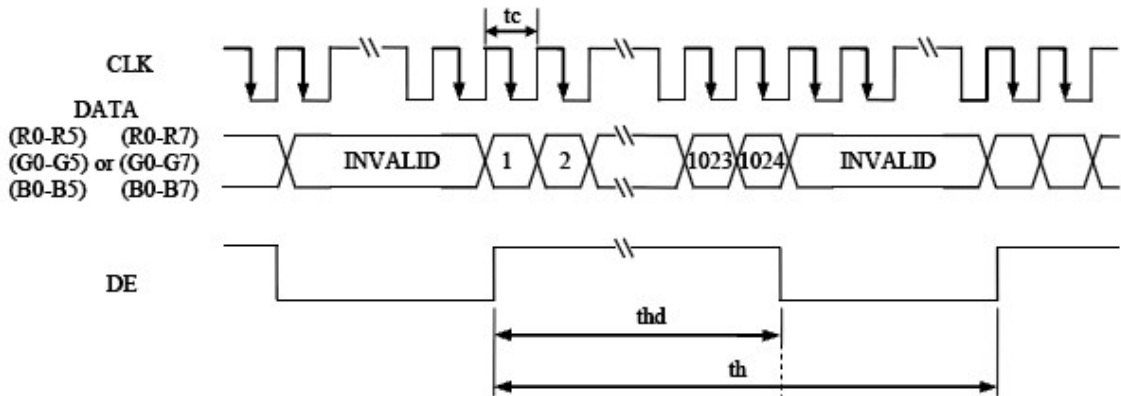 tc
CLK
DATA
(R0-R5) (R0-R7)
(G0-G5) or (G0-G7)
(B0-B5) (B0-B7)
INVALID 1 2 1023 1024 INVALID
DE
thd
th